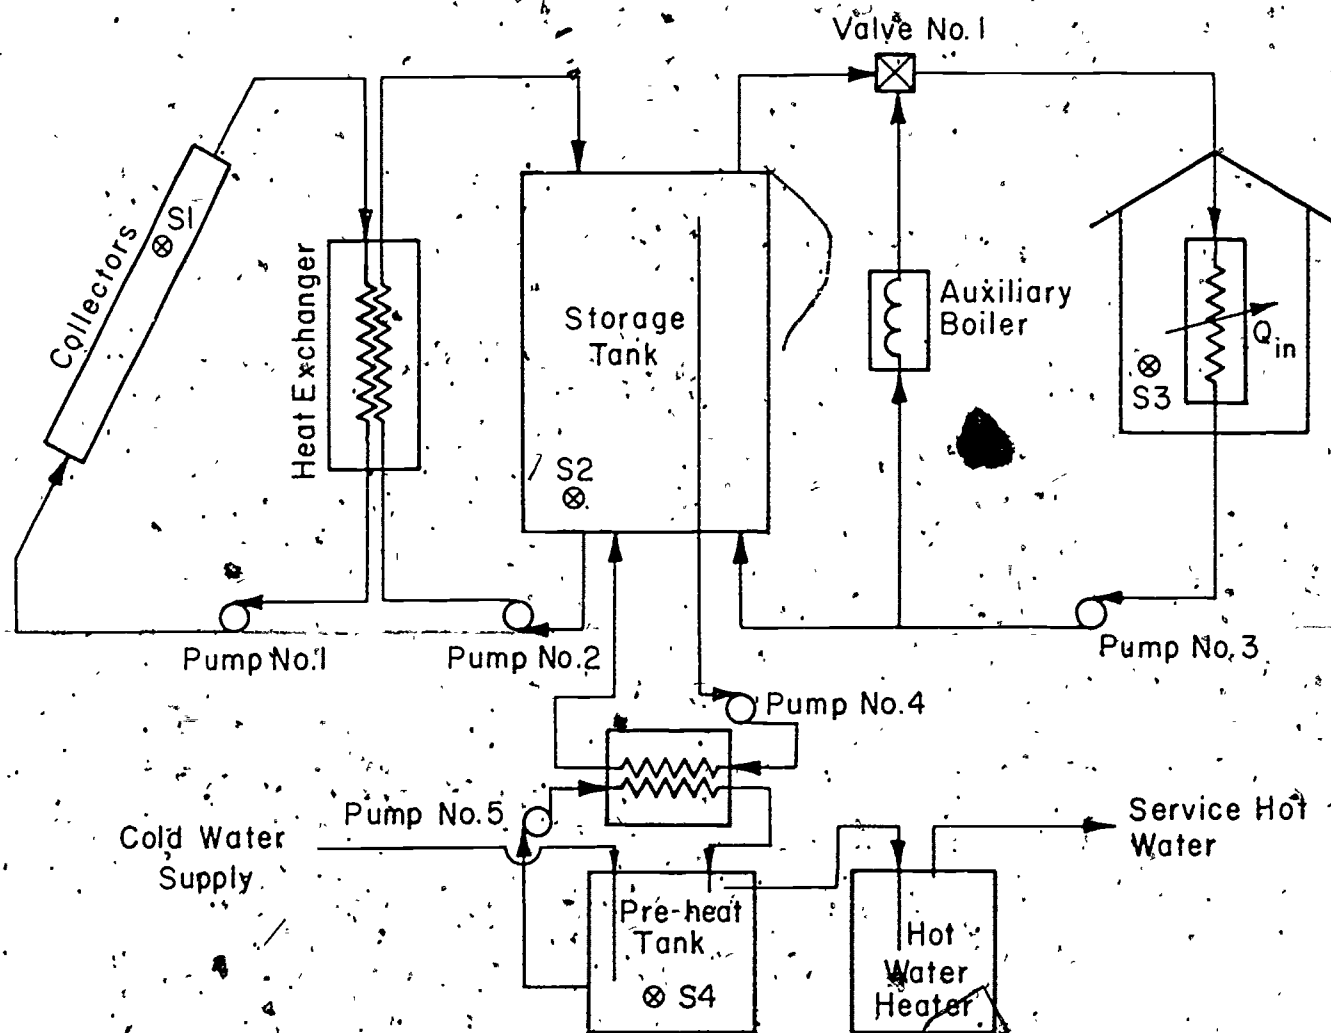 Valve No. 1
S1
Collectors
Heat Exchanger
Storage
Tank
S2
Auxiliary
Boiler
Qin
S3
Pump No. 1
Pump No. 2
Pump No. 3
Pump No. 4
Pump No. 5
Cold Water
Supply
Service Hot
Water
Pre-heat
Tank
S4
Hot
Water
Heater